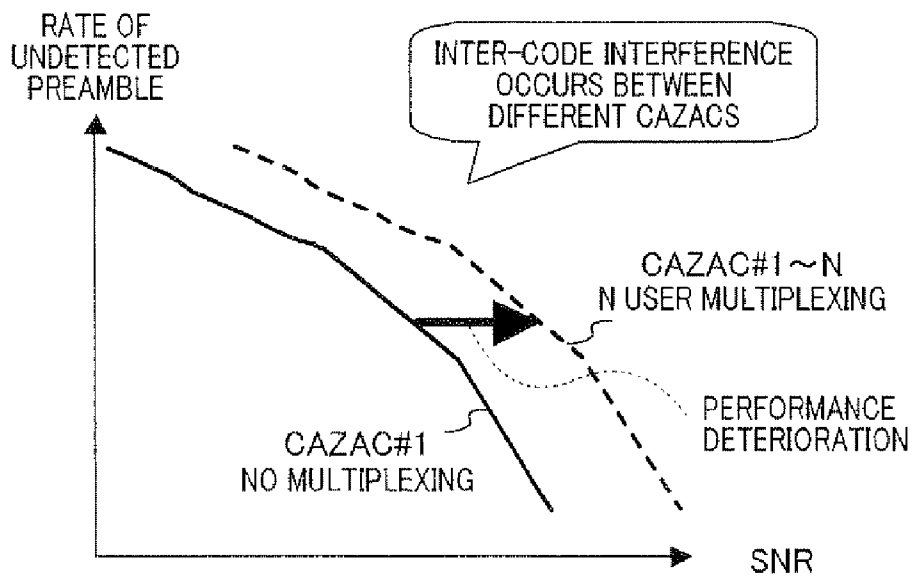 RATE OF
UNDETECTED
PREAMBLE
INTER-CODE INTERFERENCE
OCCURS BETWEEN
DIFFERENT CAZACS
CAZAC#1～N
N USER MULTIPLEXING
PERFORMANCE
DETERIORATION
CAZAC#1
NO MULTIPLEXING
SNR